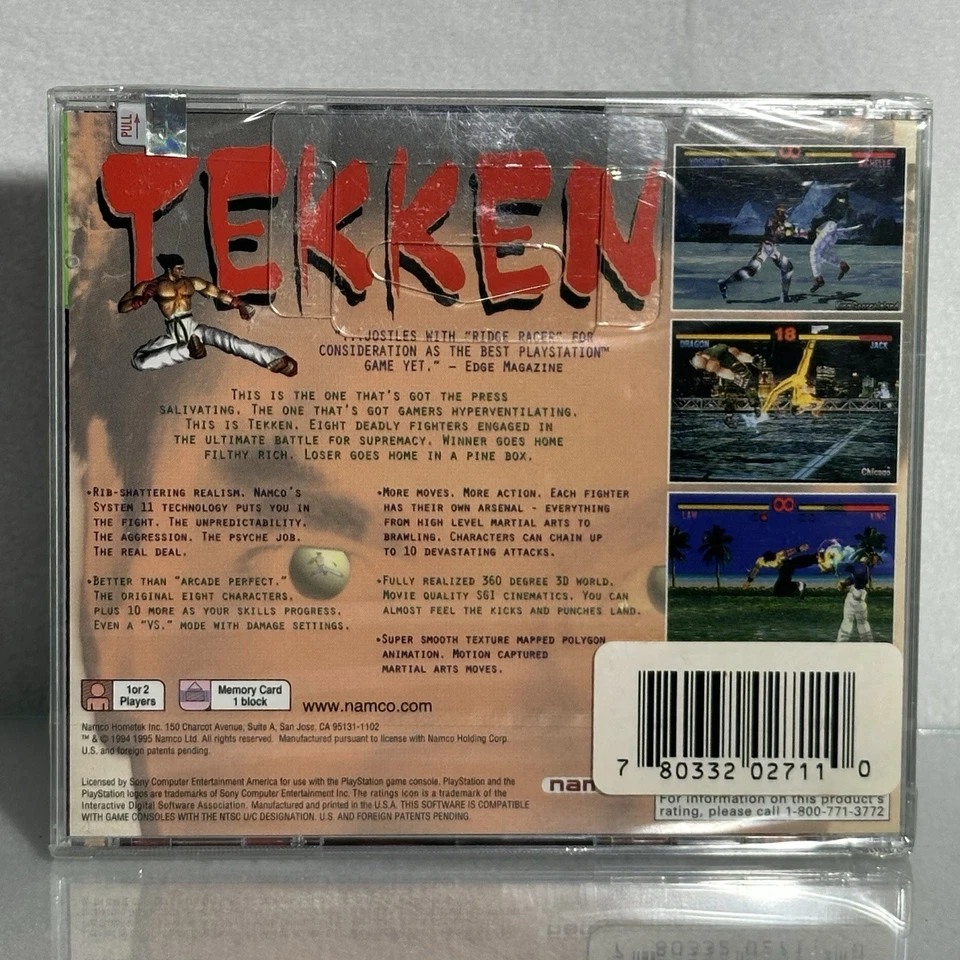 PULL
TEKKEN
"...JOSTLES WITH "RIDGE RACER" FOR
CONSIDERATION AS THE BEST PLAYSTATION™
GAME YET." – EDGE MAGAZINE
THIS IS THE ONE THAT'S GOT THE PRESS
SALIVATING. THE ONE THAT'S GOT GAMERS HYPERVENTILATING.
THIS IS TEKKEN. EIGHT DEADLY FIGHTERS ENGAGED IN
THE ULTIMATE BATTLE FOR SUPREMACY. WINNER GOES HOME
FILTHY RICH. LOSER GOES HOME IN A PINE BOX.
•RIB-SHATTERING REALISM. NAMCO'S
SYSTEM 11 TECHNOLOGY PUTS YOU IN
THE FIGHT. THE UNPREDICTABILITY.
THE AGGRESSION. THE PSYCHE JOB.
THE REAL DEAL.
•BETTER THAN "ARCADE PERFECT."
THE ORIGINAL EIGHT CHARACTERS,
PLUS 10 MORE AS YOUR SKILLS PROGRESS.
EVEN A "VS." MODE WITH DAMAGE SETTINGS.
•MORE MOVES. MORE ACTION. EACH FIGHTER
HAS THEIR OWN ARSENAL - EVERYTHING
FROM HIGH LEVEL MARTIAL ARTS TO
BRAWLING. CHARACTERS CAN CHAIN UP
TO 10 DEVASTATING ATTACKS.
•FULLY REALIZED 360 DEGREE 3D WORLD.
MOVIE QUALITY SGI CINEMATICS. YOU CAN
ALMOST FEEL THE KICKS AND PUNCHES LAND.
•SUPER SMOOTH TEXTURE MAPPED POLYGON
ANIMATION. MOTION CAPTURED
MARTIAL ARTS MOVES.
18
DRAGON JACK
Chicago
LAW KING
1 or 2
Players
Memory Card
1 block
www.namco.com
Namco Hometek Inc. 150 Charcot Avenue, Suite A, San Jose, CA 95131-1102
™ & © 1994 1995 Namco Ltd. All rights reserved. Manufactured pursuant to license with Namco Holding Corp.
U.S. and foreign patents pending.
Licensed by Sony Computer Entertainment America for use with the PlayStation game console. PlayStation and the
PlayStation logos are trademarks of Sony Computer Entertainment Inc. The ratings icon is a trademark of the
Interactive Digital Software Association. Manufactured and printed in the U.S.A. THIS SOFTWARE IS COMPATIBLE
WITH GAME CONSOLES WITH THE NTSC U/C DESIGNATION. U.S. AND FOREIGN PATENTS PENDING.
nam
7 80332 02711 0
For information on this product's
rating, please call 1-800-771-3772